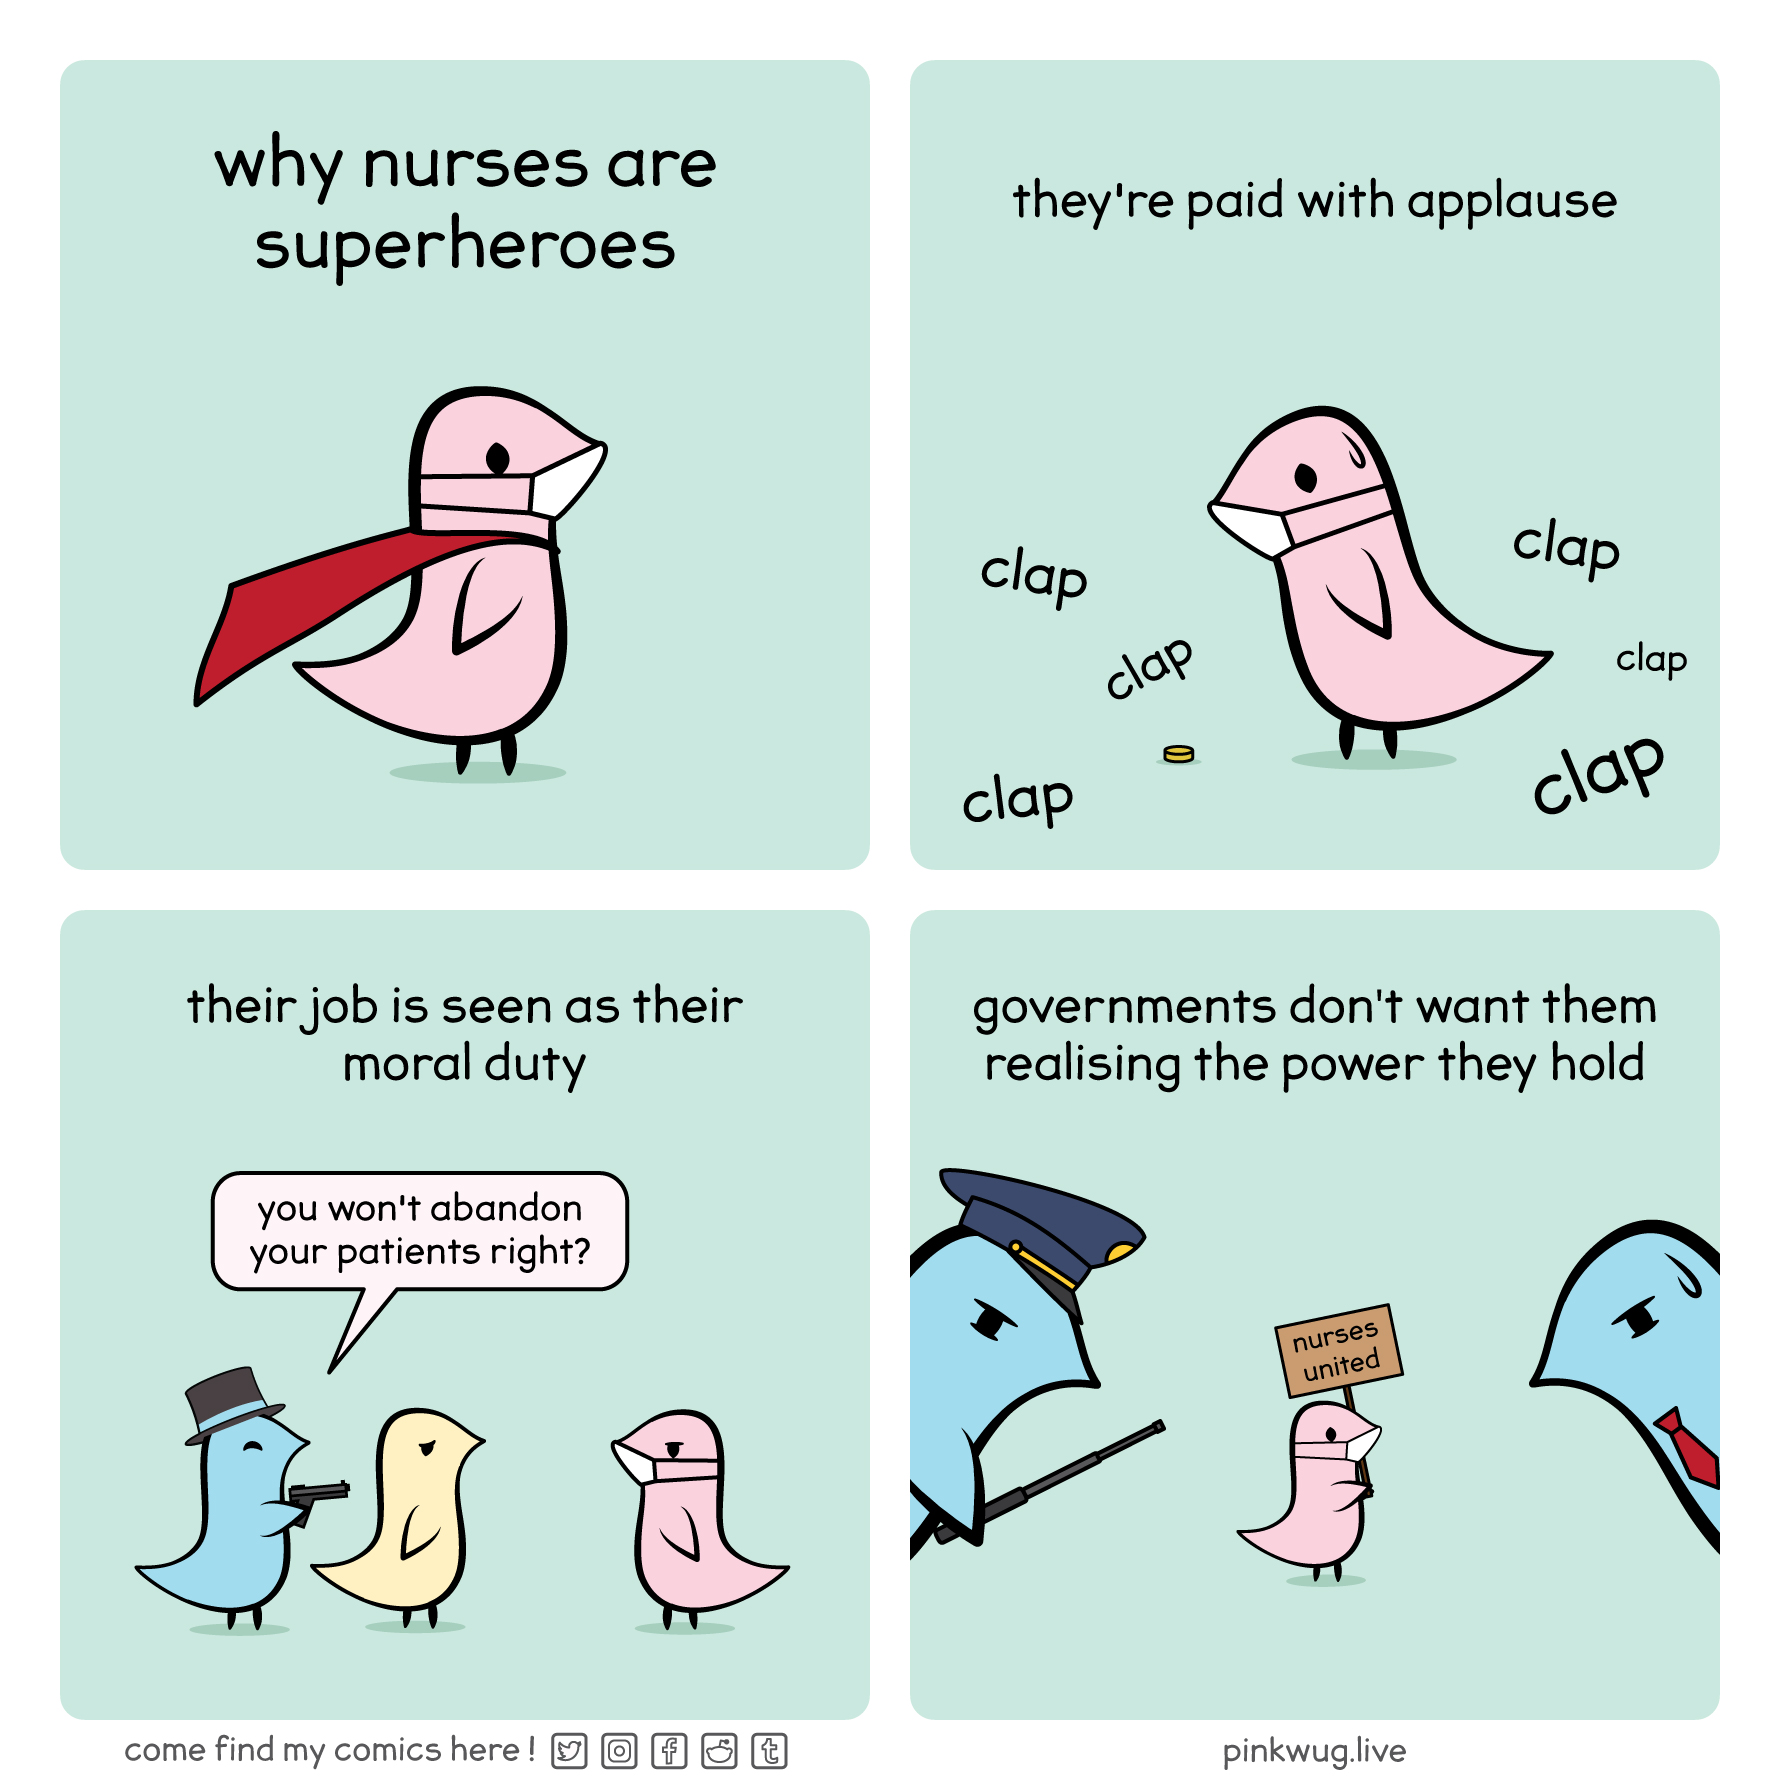 why nurses are
superheroes
they're paid with applause
clap
clap
clap
clap
clap
clap
their job is seen as their
moral duty
you won't abandon
your patients right?
governments don't want them
realising the power they hold
nurses
united
come find my comics here!
pinkwug.live